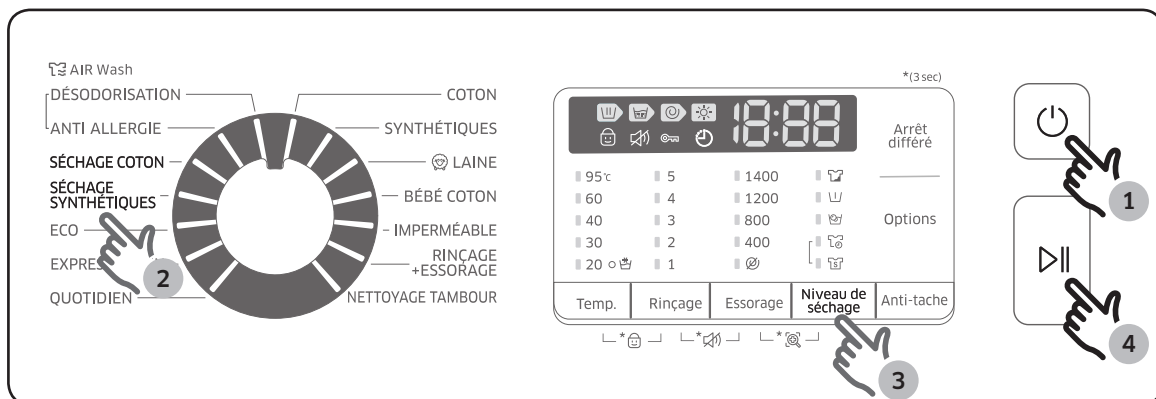 AIR Wash
DÉSODORISATION
ANTI ALLERGIE
SÉCHAGE COTON
SÉCHAGE
SYNTHÉTIQUES
ECO
EXPRES
QUOTIDIEN
2
COTON
SYNTHÉTIQUES
LAINE
BÉBÉ COTON
IMPERMÉABLE
RINÇAGE
+ESSORAGE
NETTOYAGE TAMBOUR
*(3 sec)
18:88
Arrêt
différé
Options
95℃ 5 1400
60 4 1200
40 3 800
30 2 400
20 1
Temp. Rinçage Essorage Niveau de
séchage Anti-tache
* * *
3
1
4